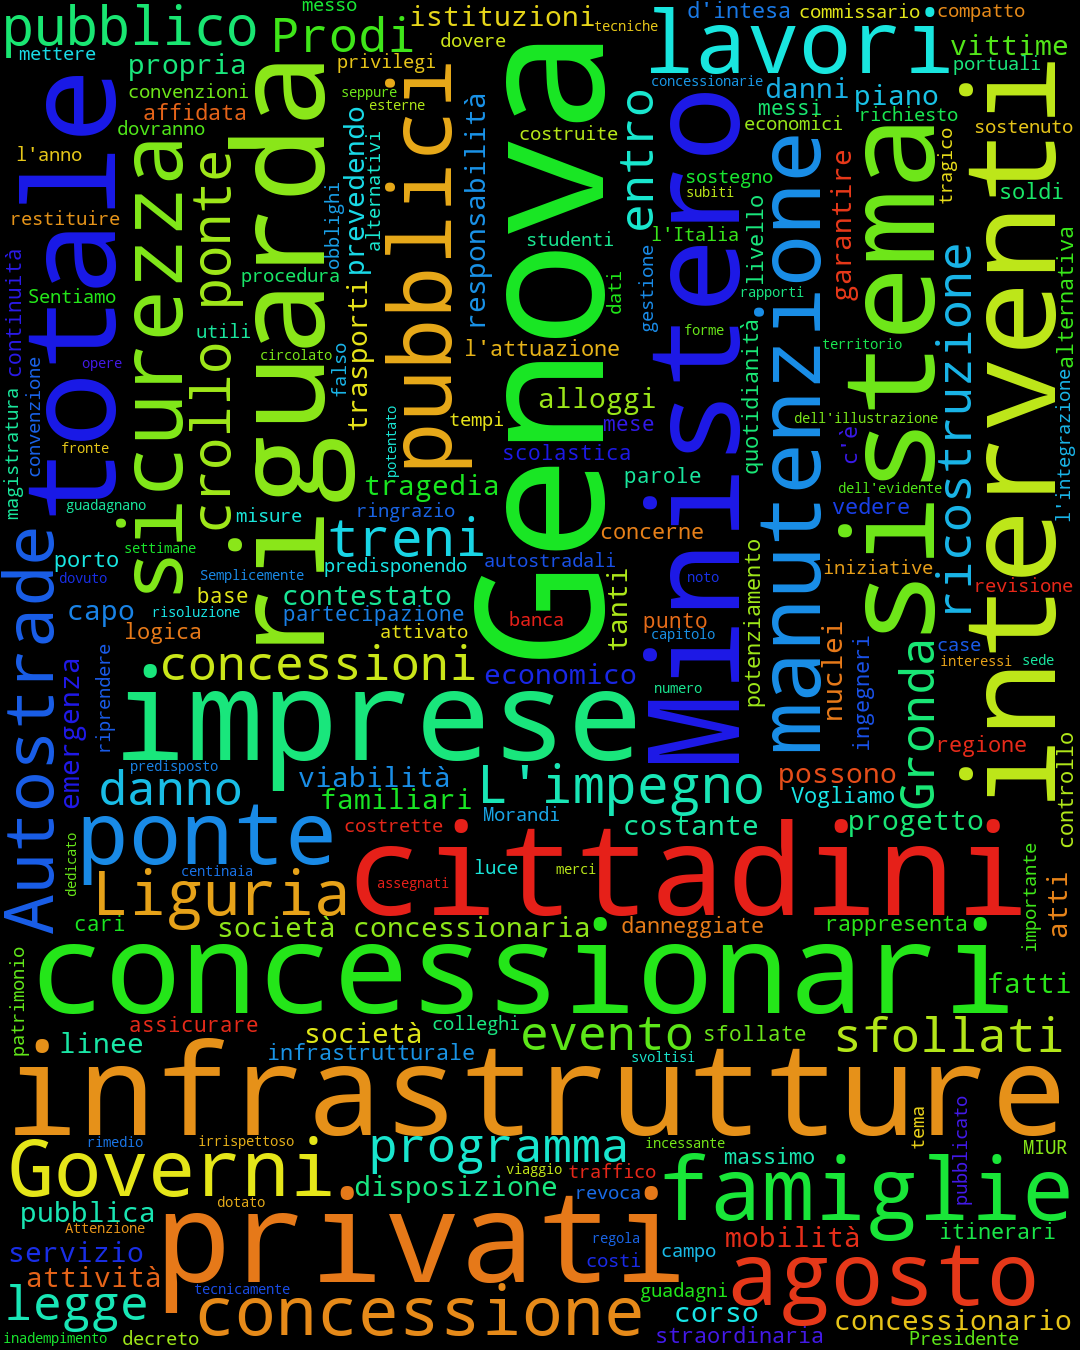 pubblico
Prodi
messo
istituzioni
tecniche
lavori
d'intesa
commissario
compatto
mettere
propria
privilegi
dovere
vittime
portuali
convenzioni
seppure
esterne
concessionarie
danni
piano
messi
richiesto
affidata
dovranno
costruite
economici
sostenuto
l'anno
totale
sicurezza
crollo ponte
riguarda
prevedendo
alternativi
pubblici
responsabilità
Genova
entro
Ministero
sostegno
subiti
livello
manutenzione
garantire
sistema
tragico
interventi
soldi
restituire
obblighi
studenti
l'Italia
continuità
Sentiamo
procedura
trasporti
dati
gestione
rapporti
ricostruzione
alternativa
utili
circolato
falso
l'attuazione
forme
quotidianità
territorio
opere
convenzione
magistratura
potentato
tempi
alloggi
mese
dell'illustrazione
c'è
l'integrazione
fronte
scolastica
tragedia
parole
dell'evidente
guadagnano
misure
ringrazio
treni
concerne
vedere
settimane
porto
dovuto
Semplicemente
predisponendo
autostradali
noto
potenziamento
iniziative
revisione
Autostrade
capo
risoluzione
base
contestato
partecipazione
attivato
banca
tanti
punto
capitolo
logica
nuclei
ingegneri
Gronda
case
interessi
sede
emergenza
riprendere
concessioni
economico
numero
imprese
regione
controllo
predisposto
danno
viabilità
familiari
L'impegno
possono
Vogliamo
Morandi
ponte
costrette
costante
progetto
dedicato
centinaia
Liguria
assegnati
luce
merci
cittadini
importante
atti
cari
società concessionaria
danneggiate
rappresenta
patrimonio
concessionari
fatti
assicurare
società
colleghi
evento
sfollate
sfollati
linee
infrastrutturale
svoltisi
infrastrutture
tema
pubblicato
rimedio
irrispettoso
Governi
programma
incessante
massimo
MIUR
viaggio
traffico
disposizione
revoca
famiglie
dotato
pubblica
Attenzione
privati
regola
mobilità
itinerari
servizio
costi
campo
attività
tecnicamente
guadagni
agosto
legge
concessione
corso
concessionario
inadempimento
decreto
straordinaria
Presidente